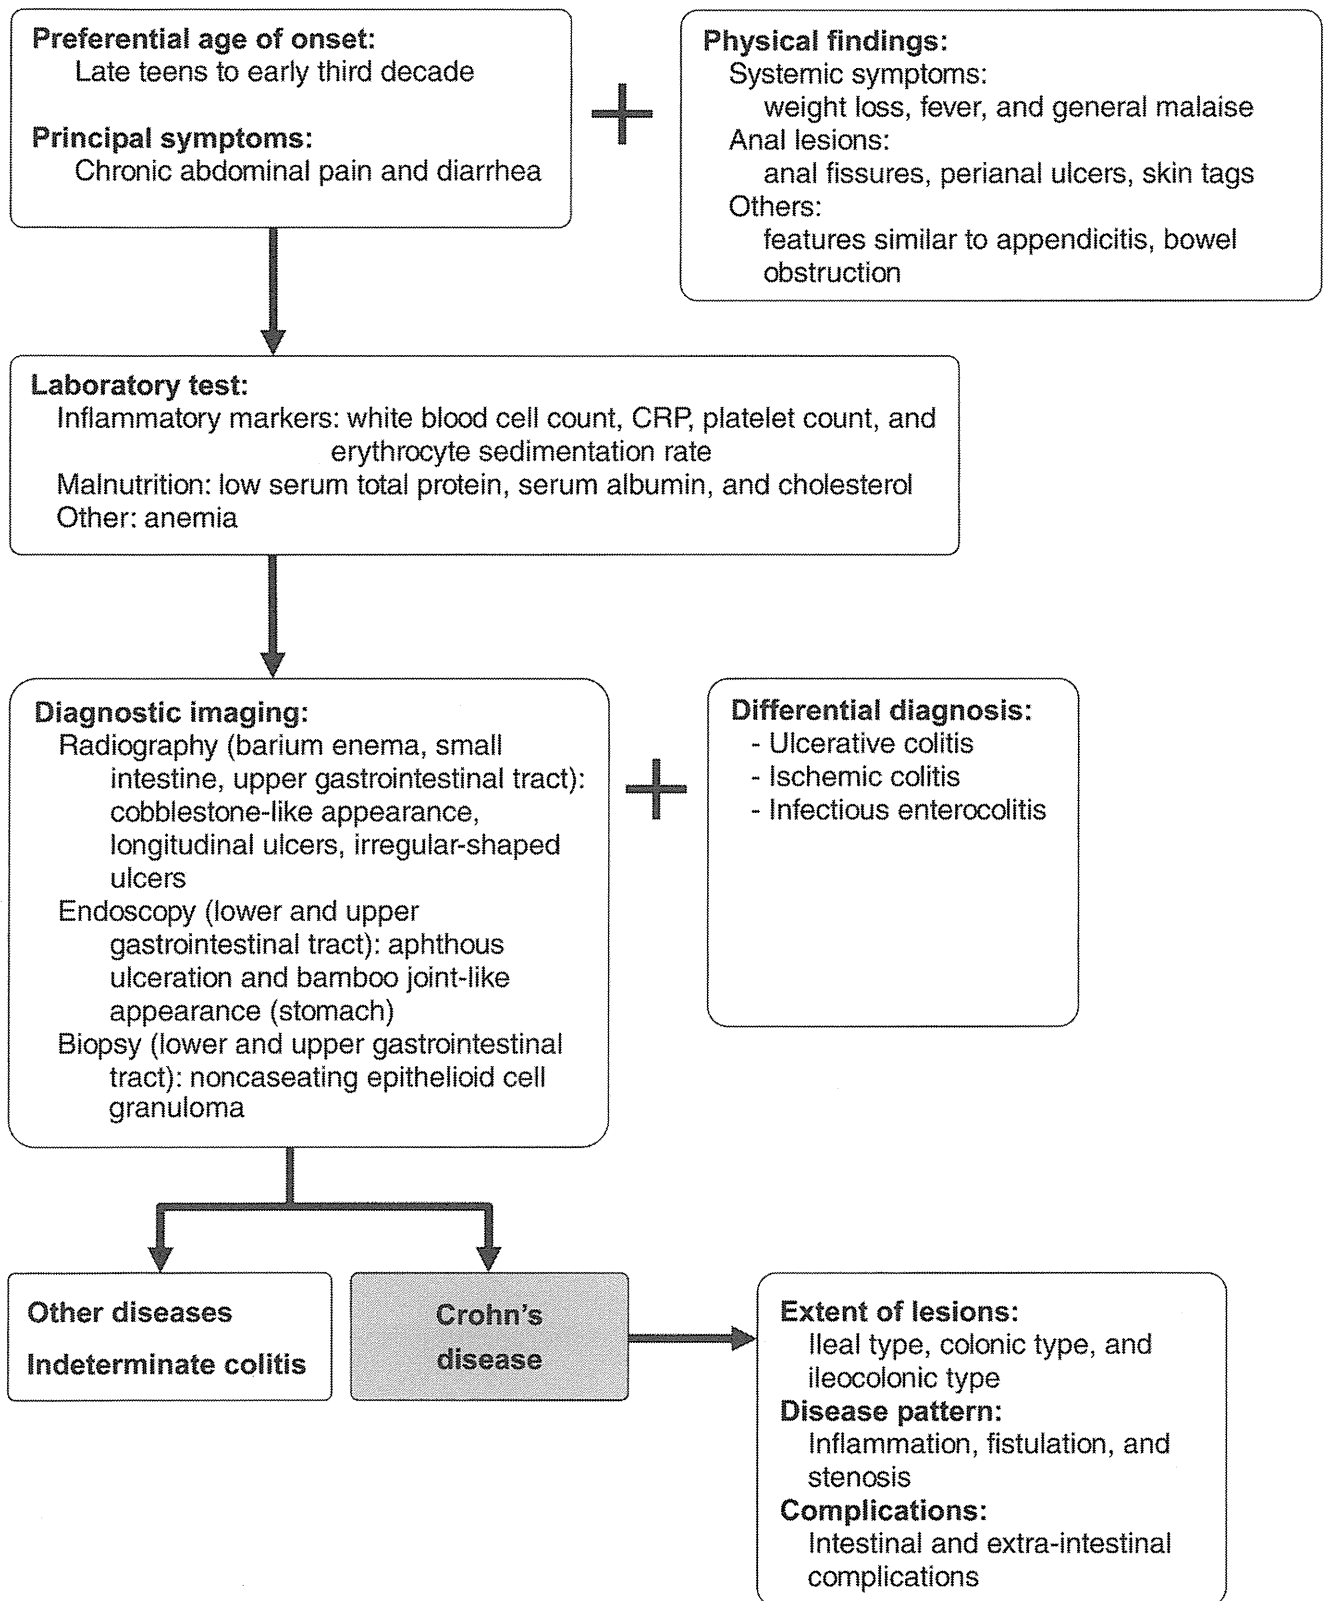 Preferential age of onset:
Late teens to early third decade
Principal symptoms:
Chronic abdominal pain and diarrhea
Physical findings:
Systemic symptoms:
weight loss, fever, and general malaise
Anal lesions:
anal fissures, perianal ulcers, skin tags
Others:
features similar to appendicitis, bowel
obstruction
Laboratory test:
Inflammatory markers: white blood cell count, CRP, platelet count, and
erythrocyte sedimentation rate
Malnutrition: low serum total protein, serum albumin, and cholesterol
Other: anemia
Diagnostic imaging:
Radiography (barium enema, small
intestine, upper gastrointestinal tract):
cobblestone-like appearance,
longitudinal ulcers, irregular-shaped
ulcers
Endoscopy (lower and upper
gastrointestinal tract): aphthous
ulceration and bamboo joint-like
appearance (stomach)
Biopsy (lower and upper gastrointestinal
tract): noncaseating epithelioid cell
granuloma
Differential diagnosis:
- Ulcerative colitis
- Ischemic colitis
- Infectious enterocolitis
Other diseases
Indeterminate colitis
Crohn's
disease
Extent of lesions:
Ileal type, colonic type, and
ileocolonic type
Disease pattern:
Inflammation, fistulation, and
stenosis
Complications:
Intestinal and extra-intestinal
complications